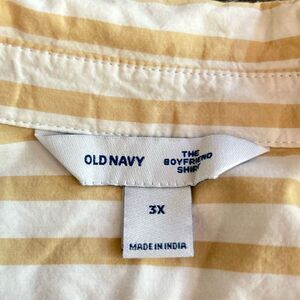 OLD NAVY
THE
BOYFRIEND
SHIRT
3X
MADE IN INDIA